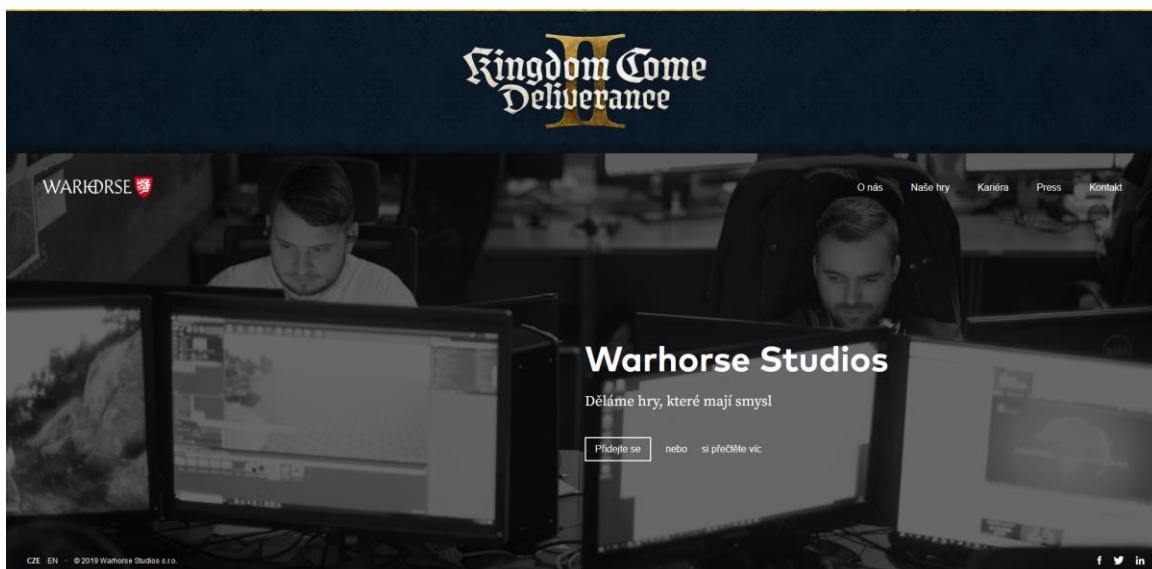 Kingdom Come
Deliverance
II
WARHORSE
O nás Naše hry Kariéra Press Kontakt
Warhorse Studios
Děláme hry, které mají smysl
Přidejte se nebo si přečtěte víc
CZE EN - © 2019 Warhorse Studios s.r.o.